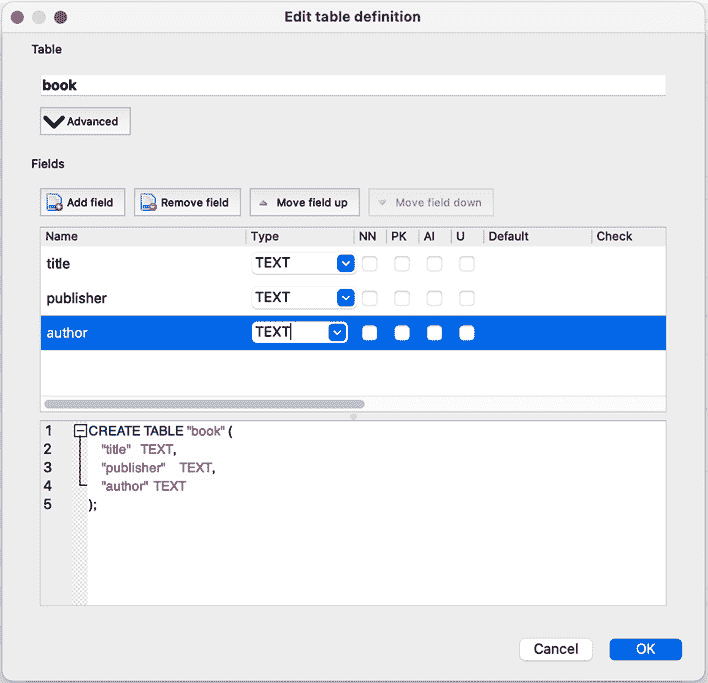 Edit table definition
Table
book
Advanced
Fields
Add field Remove field Move field up Move field down
Name Type NN PK AI U Default Check
title TEXT
publisher TEXT
author TEXT
1 CREATE TABLE "book" (
2 "title" TEXT,
3 "publisher" TEXT,
4 "author" TEXT
5 );
Cancel OK